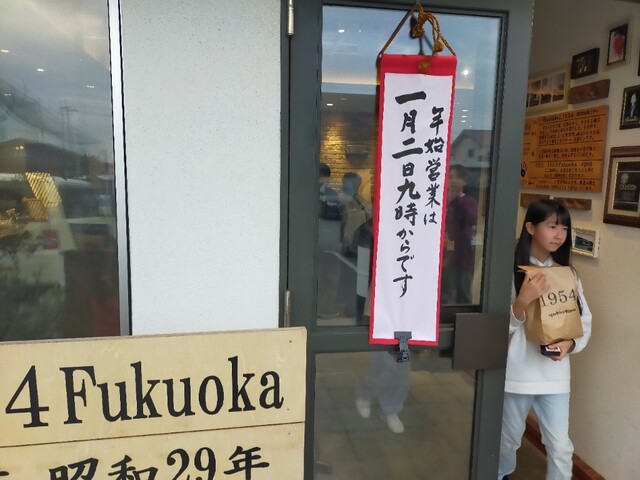 年始営業は
一月二日九時からです
1954
4 Fukuoka
昭和29年